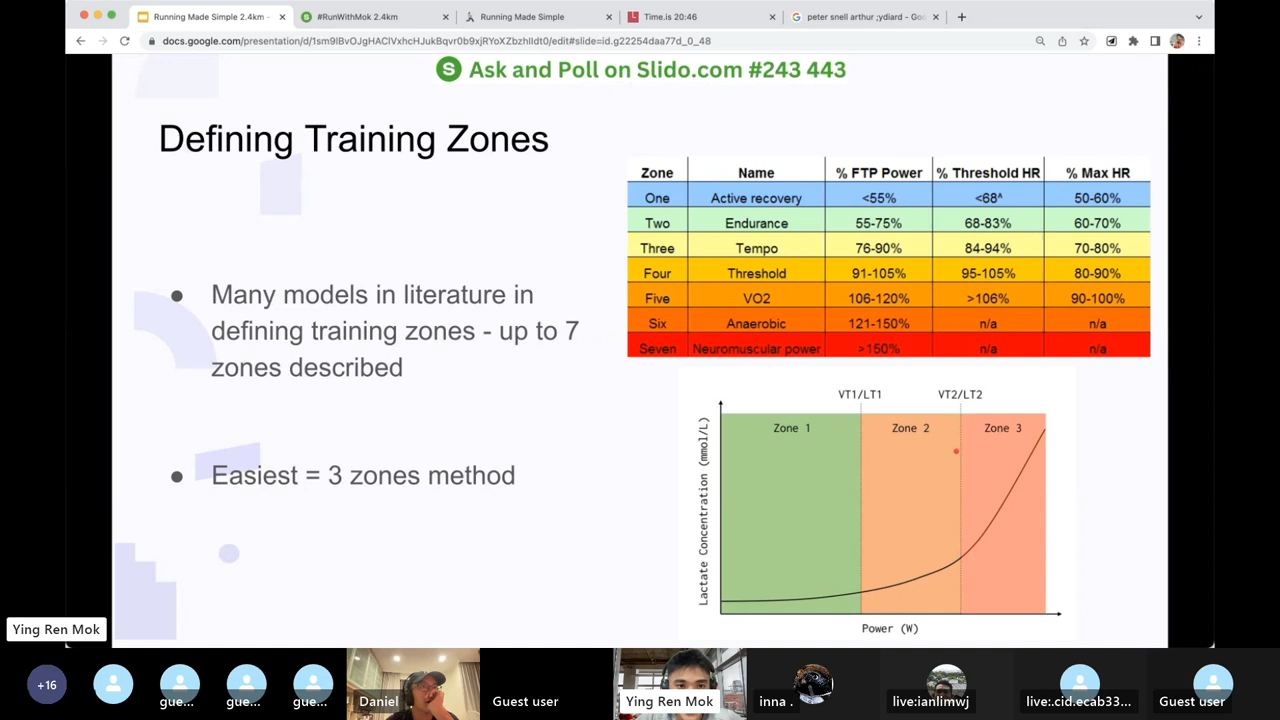 Running Made Simple 2.4km -
#RunWithMok 2.4km
Running Made Simple
Time.is 20:46
peter snell arthur ;ydiard - Goo
docs.google.com/presentation/d/1sm9lBvOJgHAClVxhcHJukBqvr0b9xjRYoXZbzhlIdt0/edit#slide=id.g22254daa77d_0_48
Ask and Poll on Slido.com #243 443
Defining Training Zones
Many models in literature in
defining training zones - up to 7
zones described
Easiest = 3 zones method
Zone Name % FTP Power % Threshold HR % Max HR
One Active recovery <55% <68^ 50-60%
Two Endurance 55-75% 68-83% 60-70%
Three Tempo 76-90% 84-94% 70-80%
Four Threshold 91-105% 95-105% 80-90%
Five VO2 106-120% >106% 90-100%
Six Anaerobic 121-150% n/a n/a
Seven Neuromuscular power >150% n/a n/a
VT1/LT1 VT2/LT2
Zone 1 Zone 2 Zone 3
Lactate Concentration (mmol/L)
Power (W)
Ying Ren Mok
+16
gue...
gue...
gue...
Daniel
Guest user
Ying Ren Mok
inna .
live:ianlimwj
live:cid.ecab33...
Guest user